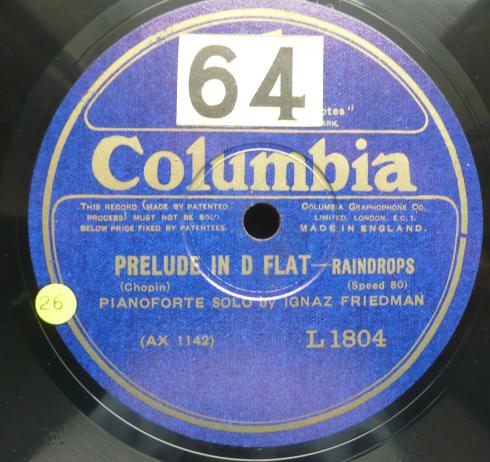 64
otes"
ARK.
Columbia
THIS RECORD (MADE BY PATENTED
PROCESS) MUST NOT BE SOLD
BELOW PRICE FIXED BY PATENTEES.
COLUMBIA GRAPHOPHONE CO.
LIMITED, LONDON, E.C.1.
MADE IN ENGLAND.
PRELUDE IN D FLAT—RAINDROPS
(Chopin) (Speed 80)
PIANOFORTE SOLO by IGNAZ FRIEDMAN
26
(AX 1142) L 1804